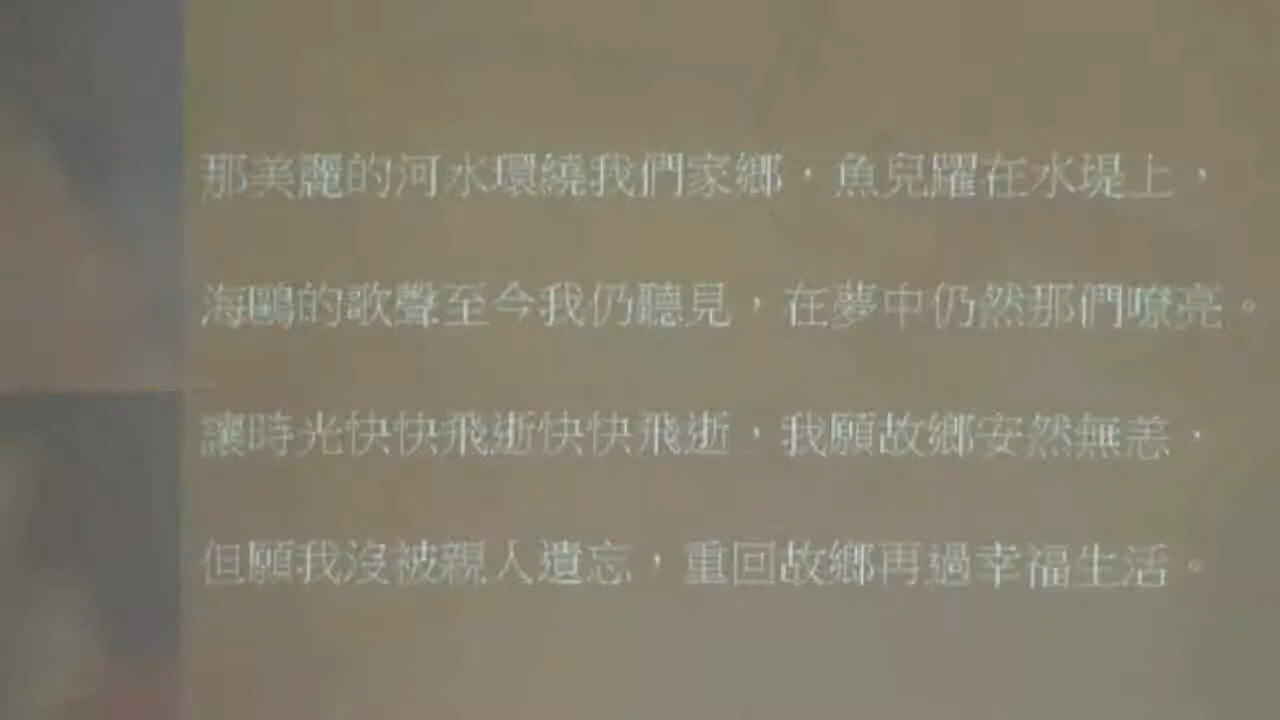 那美麗的河水環繞我們家鄉，魚兒躍在水堤上，
海鷗的歌聲至今我仍聽見，在夢中仍然那們嘹亮。
讓時光快快飛逝快快飛逝，我願故鄉安然無恙，
但願我沒被親人遺忘，重回故鄉再過幸福生活。